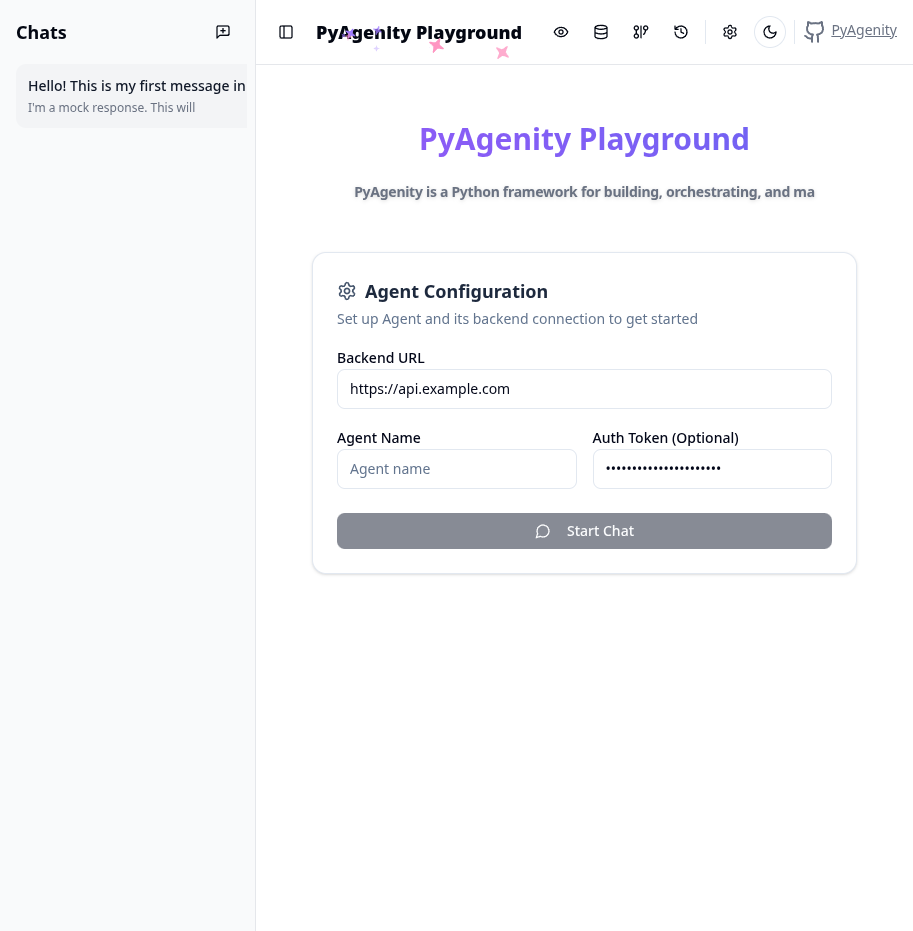 Chats
Hello! This is my first message in
I'm a mock response. This will
PyAgenity Playground
PyAgenity
PyAgenity Playground
PyAgenity is a Python framework for building, orchestrating, and ma
Agent Configuration
Set up Agent and its backend connection to get started
Backend URL
https://api.example.com
Agent Name
Auth Token (Optional)
Agent name
••••••••••••••••••••••
Start Chat